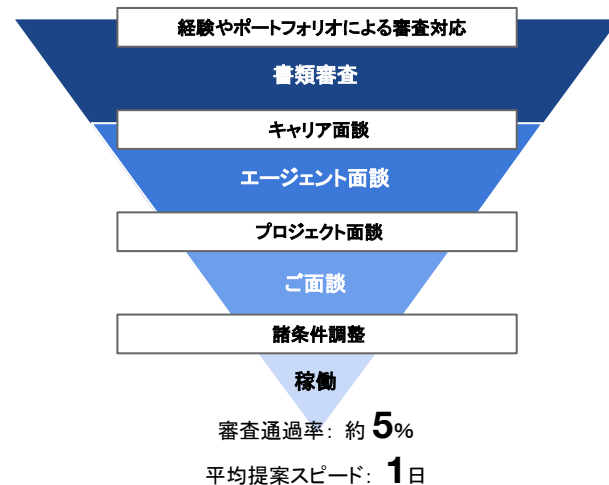 経験やポートフォリオによる審査対応
書類審査
キャリア面談
エージェント面談
プロジェクト面談
ご面談
諸条件調整
稼働
審査通過率: 約 5%
平均提案スピード: 1日